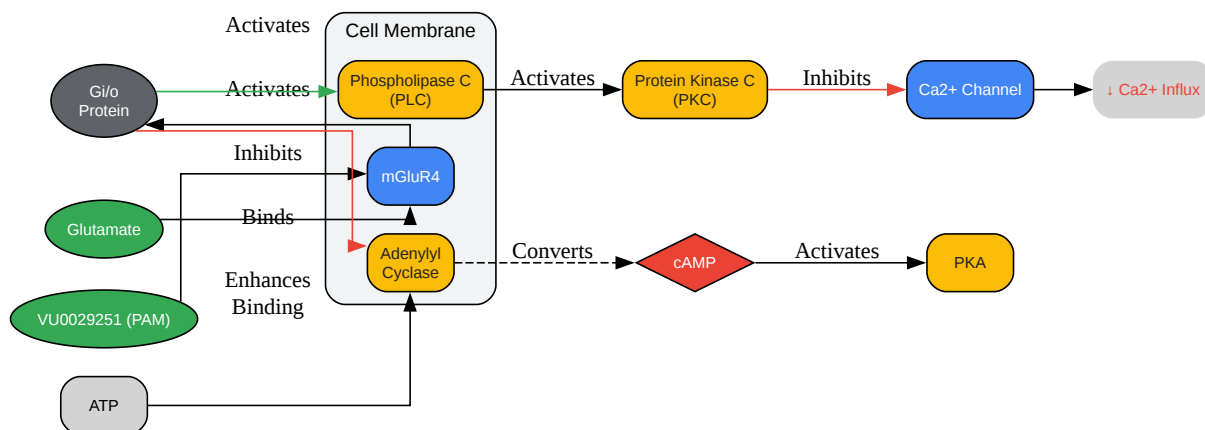 Activates
Cell Membrane
Gi/o
Protein
Activates
Phospholipase C
(PLC)
Activates
Protein Kinase C
(PKC)
Inhibits
Ca2+ Channel
↓ Ca2+ Influx
Inhibits
mGluR4
Glutamate
Binds
Adenylyl
Cyclase
Converts
cAMP
Activates
PKA
Enhances
Binding
VU0029251 (PAM)
ATP